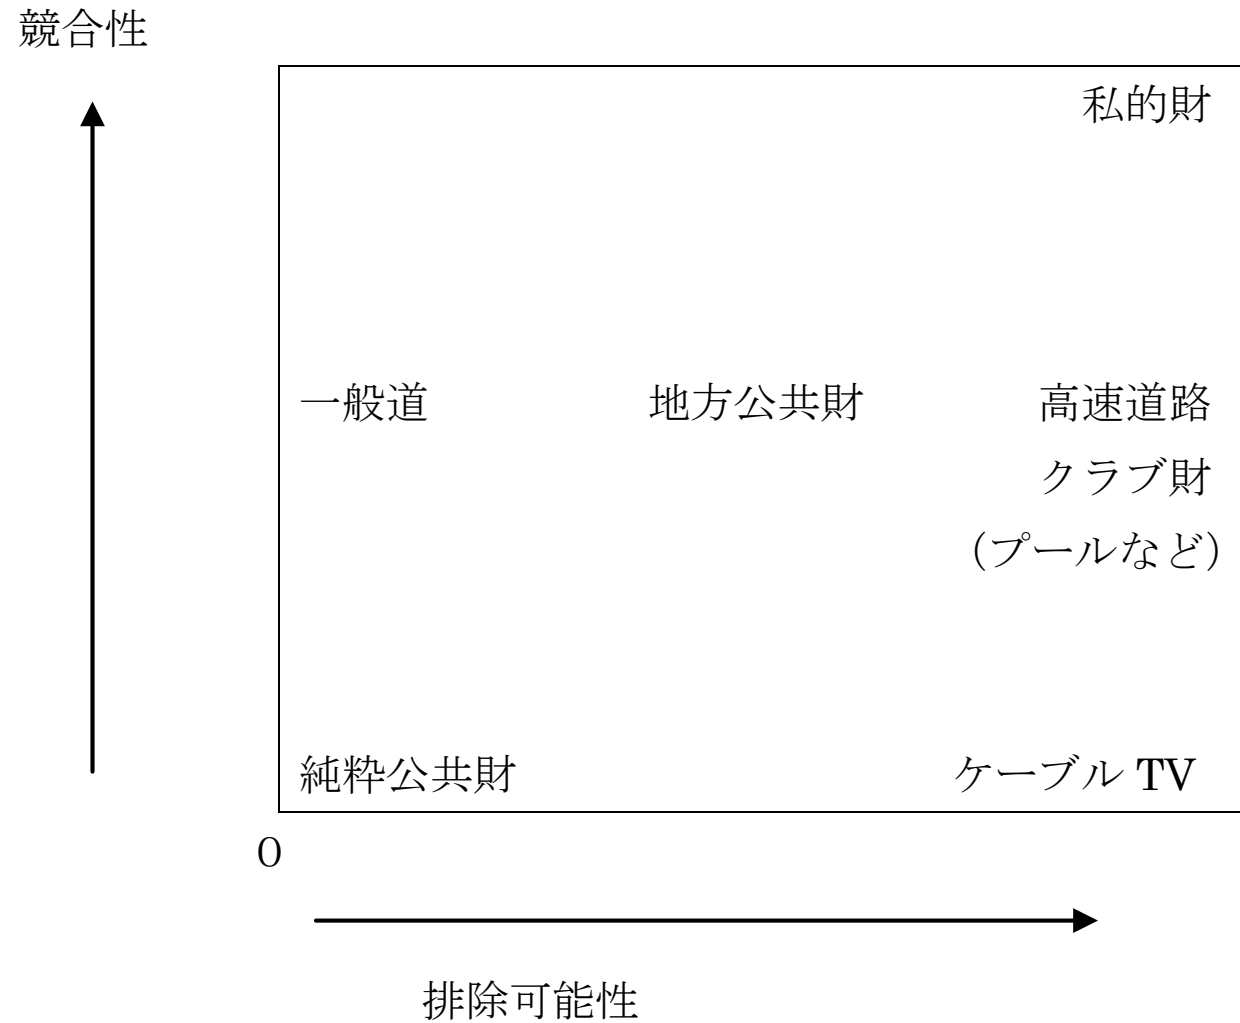 競合性
私的財
一般道 地方公共財 高速道路
クラブ財
（プールなど）
純粋公共財 ケーブル TV
0
排除可能性